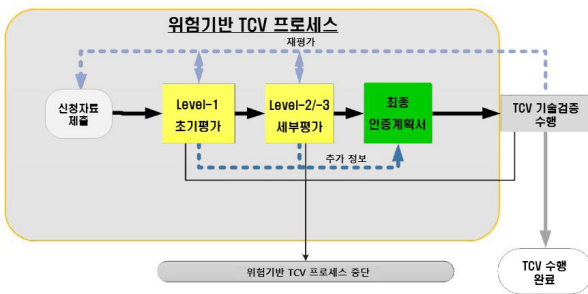 위험기반 TCV 프로세스
재평가
신청자료
제출
Level-1
초기평가
Level-2/-3
세부평가
최종
인증계획서
TCV 기술검증
수행
추가 정보
위험기반 TCV 프로세스 중단
TCV 수행
완료